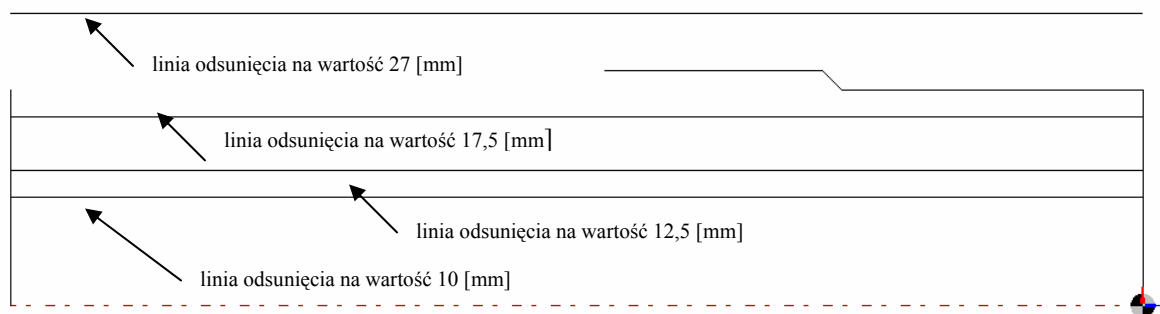 linia odsunięcia na wartość 27 [mm]
linia odsunięcia na wartość 17,5 [mm]
linia odsunięcia na wartość 12,5 [mm]
linia odsunięcia na wartość 10 [mm]